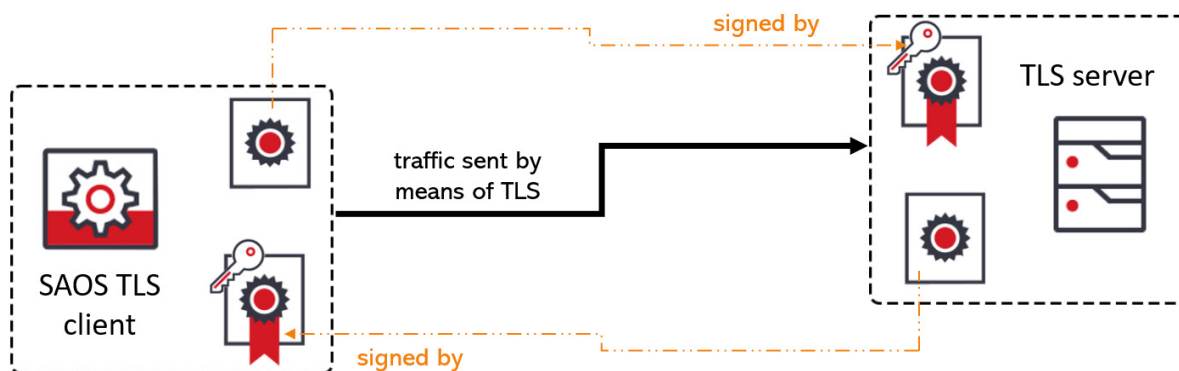 signed by
TLS server
traffic sent by
means of TLS
SAOS TLS
client
signed by